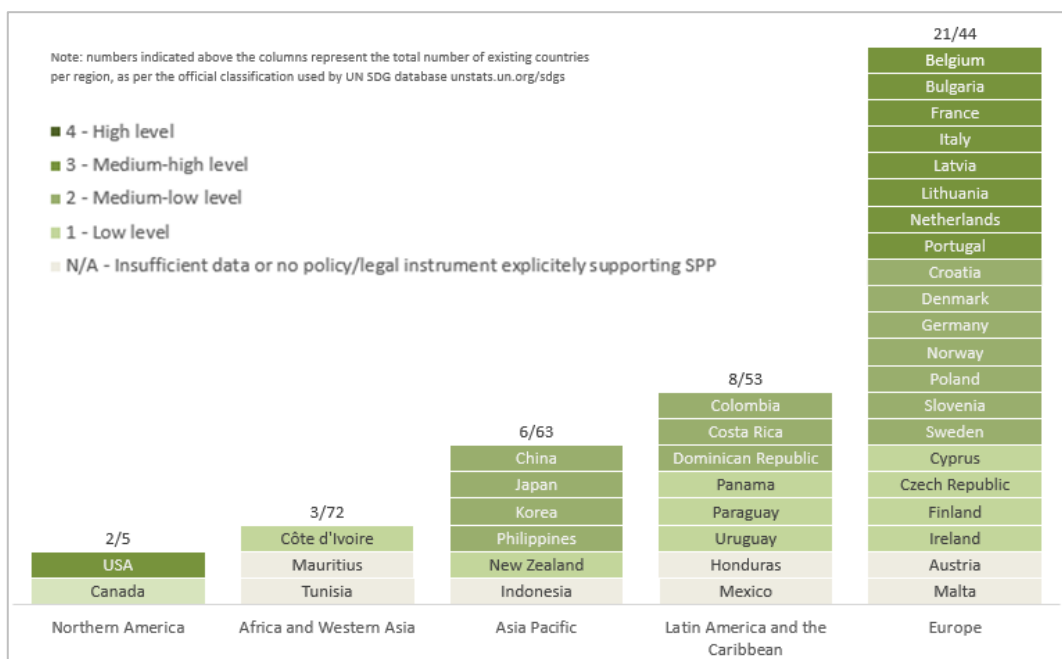 Note: numbers indicated above the columns represent the total number of existing countries
per region, as per the official classification used by UN SDG database unstats.un.org/sdgs
4 - High level
3 - Medium-high level
2 - Medium-low level
1 - Low level
N/A - Insufficient data or no policy/legal instrument explicitely supporting SPP
2/5
USA
Canada
Northern America
3/72
Côte d'Ivoire
Mauritius
Tunisia
Africa and Western Asia
6/63
China
Japan
Korea
Philippines
New Zealand
Indonesia
Asia Pacific
8/53
Colombia
Costa Rica
Dominican Republic
Panama
Paraguay
Uruguay
Honduras
Mexico
Latin America and the
Caribbean
21/44
Belgium
Bulgaria
France
Italy
Latvia
Lithuania
Netherlands
Portugal
Croatia
Denmark
Germany
Norway
Poland
Slovenia
Sweden
Cyprus
Czech Republic
Finland
Ireland
Austria
Malta
Europe